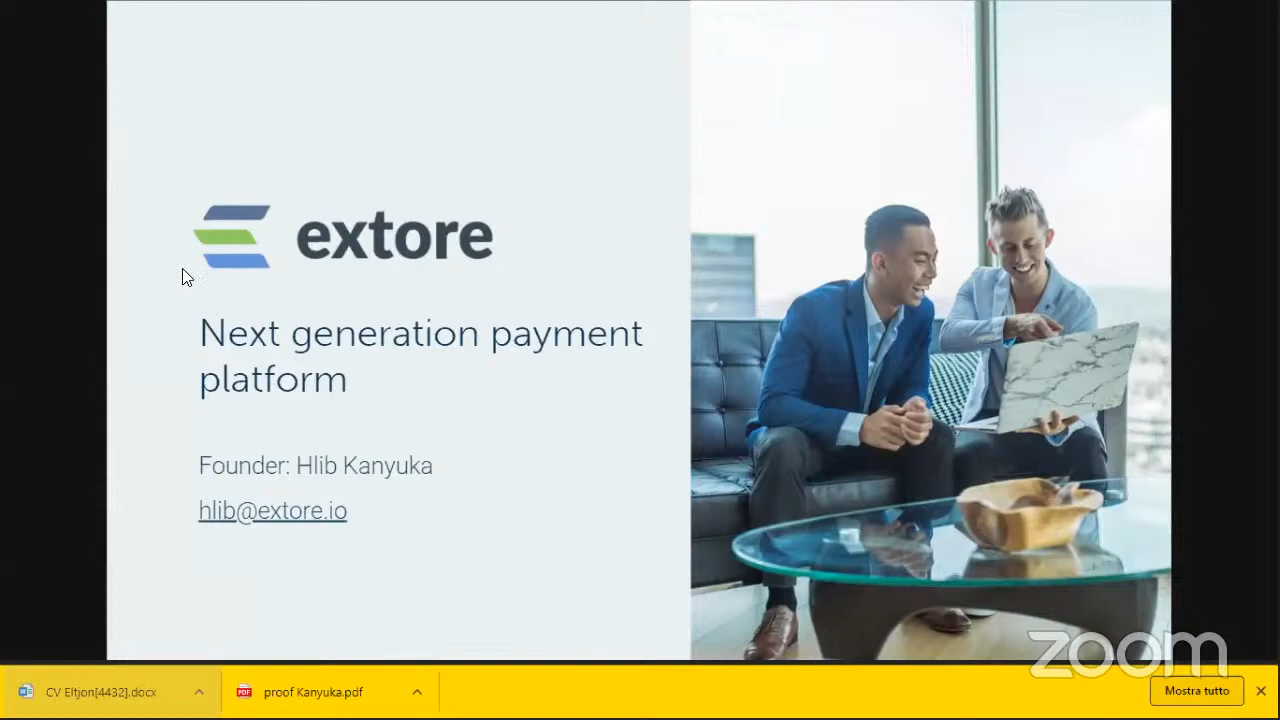 extore
Next generation payment
platform
Founder: Hlib Kanyuka
hlib@extore.io
zoom
CV Eltjon[4432].docx
proof Kanyuka.pdf
Mostra tutto